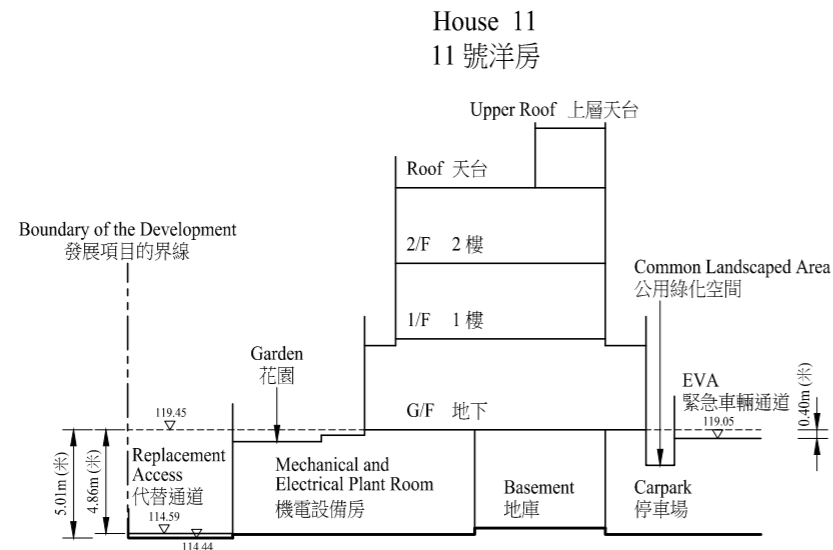 House 11
11 號洋房
Upper Roof 上層天台
Roof 天台
Boundary of the Development
發展項目的界線
2/F 2 樓
Common Landscaped Area
公用綠化空間
1/F 1 樓
Garden
花園
EVA
緊急車輛通道
119.05
0.40m (米)
G/F 地下
119.45
5.01m (米)
4.86m (米)
Replacement
Access
代替通道
114.59
114.44
Mechanical and
Electrical Plant Room
機電設備房
Basement
地庫
Carpark
停車場